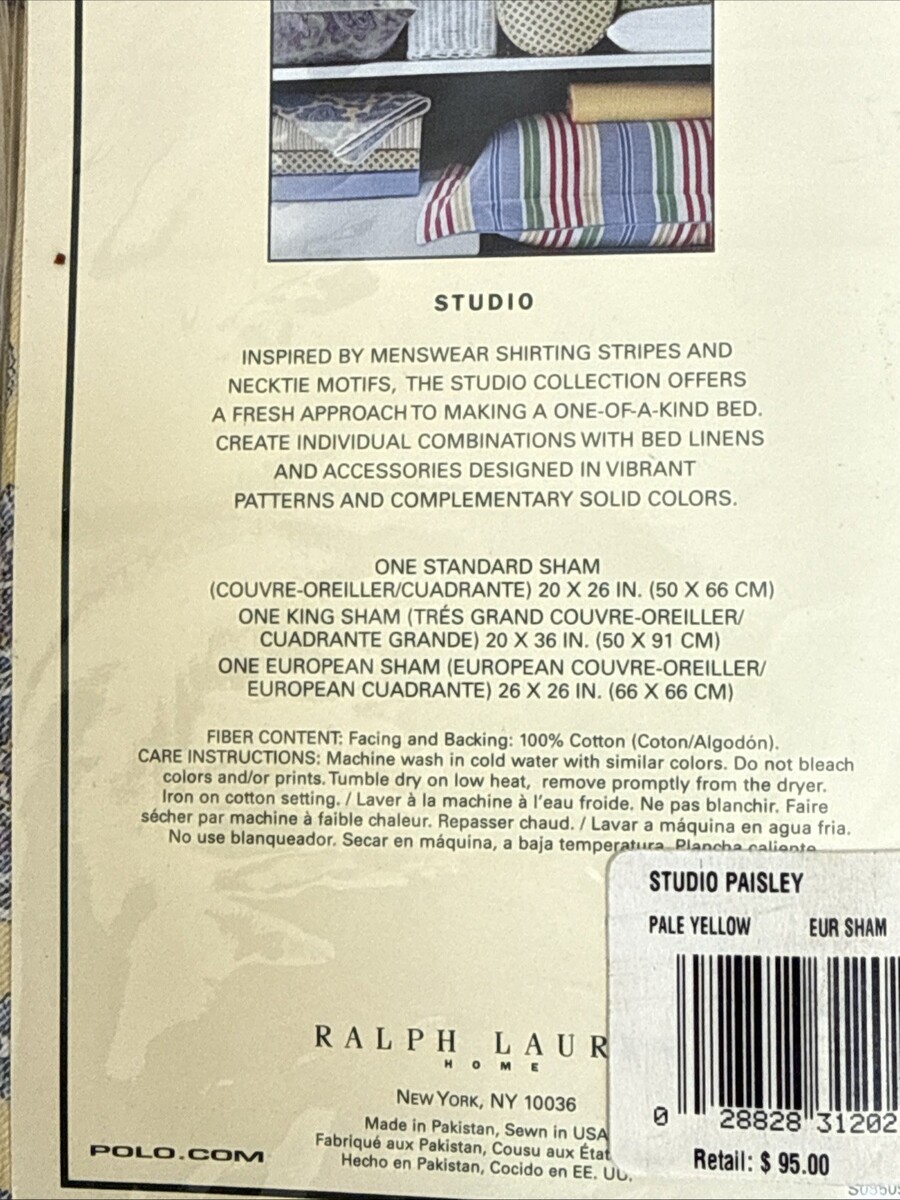 STUDIO
INSPIRED BY MENSWEAR SHIRTING STRIPES AND
NECKTIE MOTIFS, THE STUDIO COLLECTION OFFERS
A FRESH APPROACH TO MAKING A ONE-OF-A-KIND BED.
CREATE INDIVIDUAL COMBINATIONS WITH BED LINENS
AND ACCESSORIES DESIGNED IN VIBRANT
PATTERNS AND COMPLEMENTARY SOLID COLORS.
ONE STANDARD SHAM
(COUVRE-OREILLER/CUADRANTE) 20 X 26 IN. (50 X 66 CM)
ONE KING SHAM (TRÉS GRAND COUVRE-OREILLER/
CUADRANTE GRANDE) 20 X 36 IN. (50 X 91 CM)
ONE EUROPEAN SHAM (EUROPEAN COUVRE-OREILLER/
EUROPEAN CUADRANTE) 26 X 26 IN. (66 X 66 CM)
FIBER CONTENT: Facing and Backing: 100% Cotton (Coton/Algodón).
CARE INSTRUCTIONS: Machine wash in cold water with similar colors. Do not bleach
colors and/or prints. Tumble dry on low heat, remove promptly from the dryer.
Iron on cotton setting. / Laver à la machine à l'eau froide. Ne pas blanchir. Faire
sécher par machine à faible chaleur. Repasser chaud. / Lavar a máquina en agua fria.
No use blanqueador. Secar en máquina, a baja temperatura. Plancha caliente
STUDIO PAISLEY
PALE YELLOW EUR SHAM
0 28828 31202
Retail: $ 95.00
RALPH LAUR
HOME
NEW YORK, NY 10036
Made in Pakistan, Sewn in USA
Fabriqué aux Pakistan, Cousu aux État
Hecho en Pakistan, Cocido en EE. UU.
POLO.COM